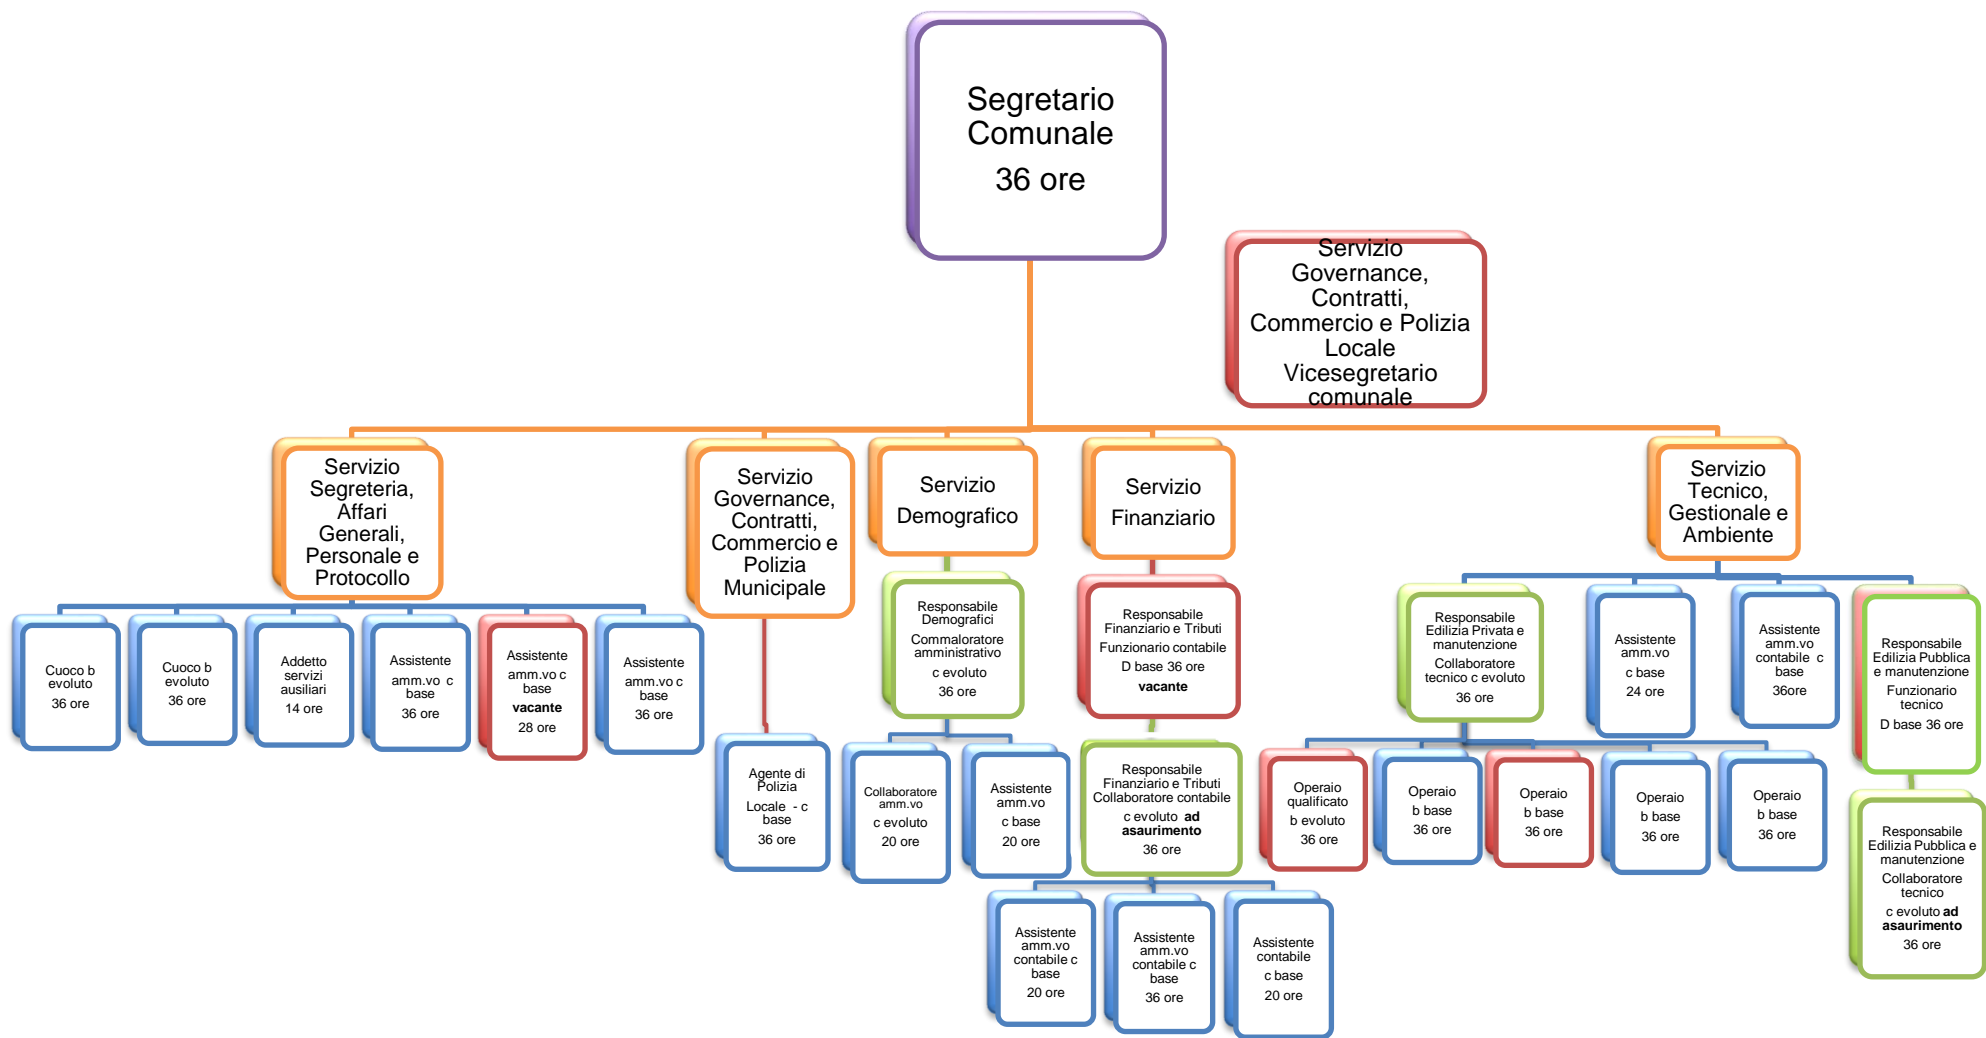 Segretario
Comunale
36 ore
Servizio
Governance,
Contratti,
Commercio e Polizia
Locale
Vicesegretario
comunale
Servizio
Segreteria,
Affari
Generali,
Personale e
Protocollo
Servizio
Governance,
Contratti,
Commercio e
Polizia
Municipale
Servizio
Demografico
Servizio
Finanziario
Servizio
Tecnico,
Gestionale e
Ambiente
Cuoco b
evoluto
36 ore
Cuoco b
evoluto
36 ore
Addetto
servizi
ausiliari
14 ore
Assistente
amm.vo c
base
36 ore
Assistente
amm.vo c
base
vacante
28 ore
Assistente
amm.vo c
base
36 ore
Agente di
Polizia
Locale - c
base
36 ore
Responsabile
Demografici
Commaloratore
amministrativo
c evoluto
36 ore
Collaboratore
amm.vo
c evoluto
20 ore
Assistente
amm.vo
c base
20 ore
Responsabile
Finanziario e Tributi
Funzionario contabile
D base 36 ore
vacante
Responsabile
Finanziario e Tributi
Collaboratore contabile
c evoluto ad
asaurimento
36 ore
Assistente
amm.vo
contabile c
base
20 ore
Assistente
amm.vo
contabile c
base
36 ore
Assistente
contabile
c base
20 ore
Responsabile
Edilizia Privata e
manutenzione
Collaboratore
tecnico c evoluto
36 ore
Operaio
qualificato
b evoluto
36 ore
Operaio
b base
36 ore
Operaio
b base
36 ore
Operaio
b base
36 ore
Operaio
b base
36 ore
Assistente
amm.vo
c base
24 ore
Assistente
amm.vo
contabile c
base
36ore
Responsabile
Edilizia Pubblica
e manutenzione
Funzionario
tecnico
D base 36 ore
Responsabile
Edilizia Pubblica e
manutenzione
Collaboratore
tecnico
c evoluto ad
asaurimento
36 ore